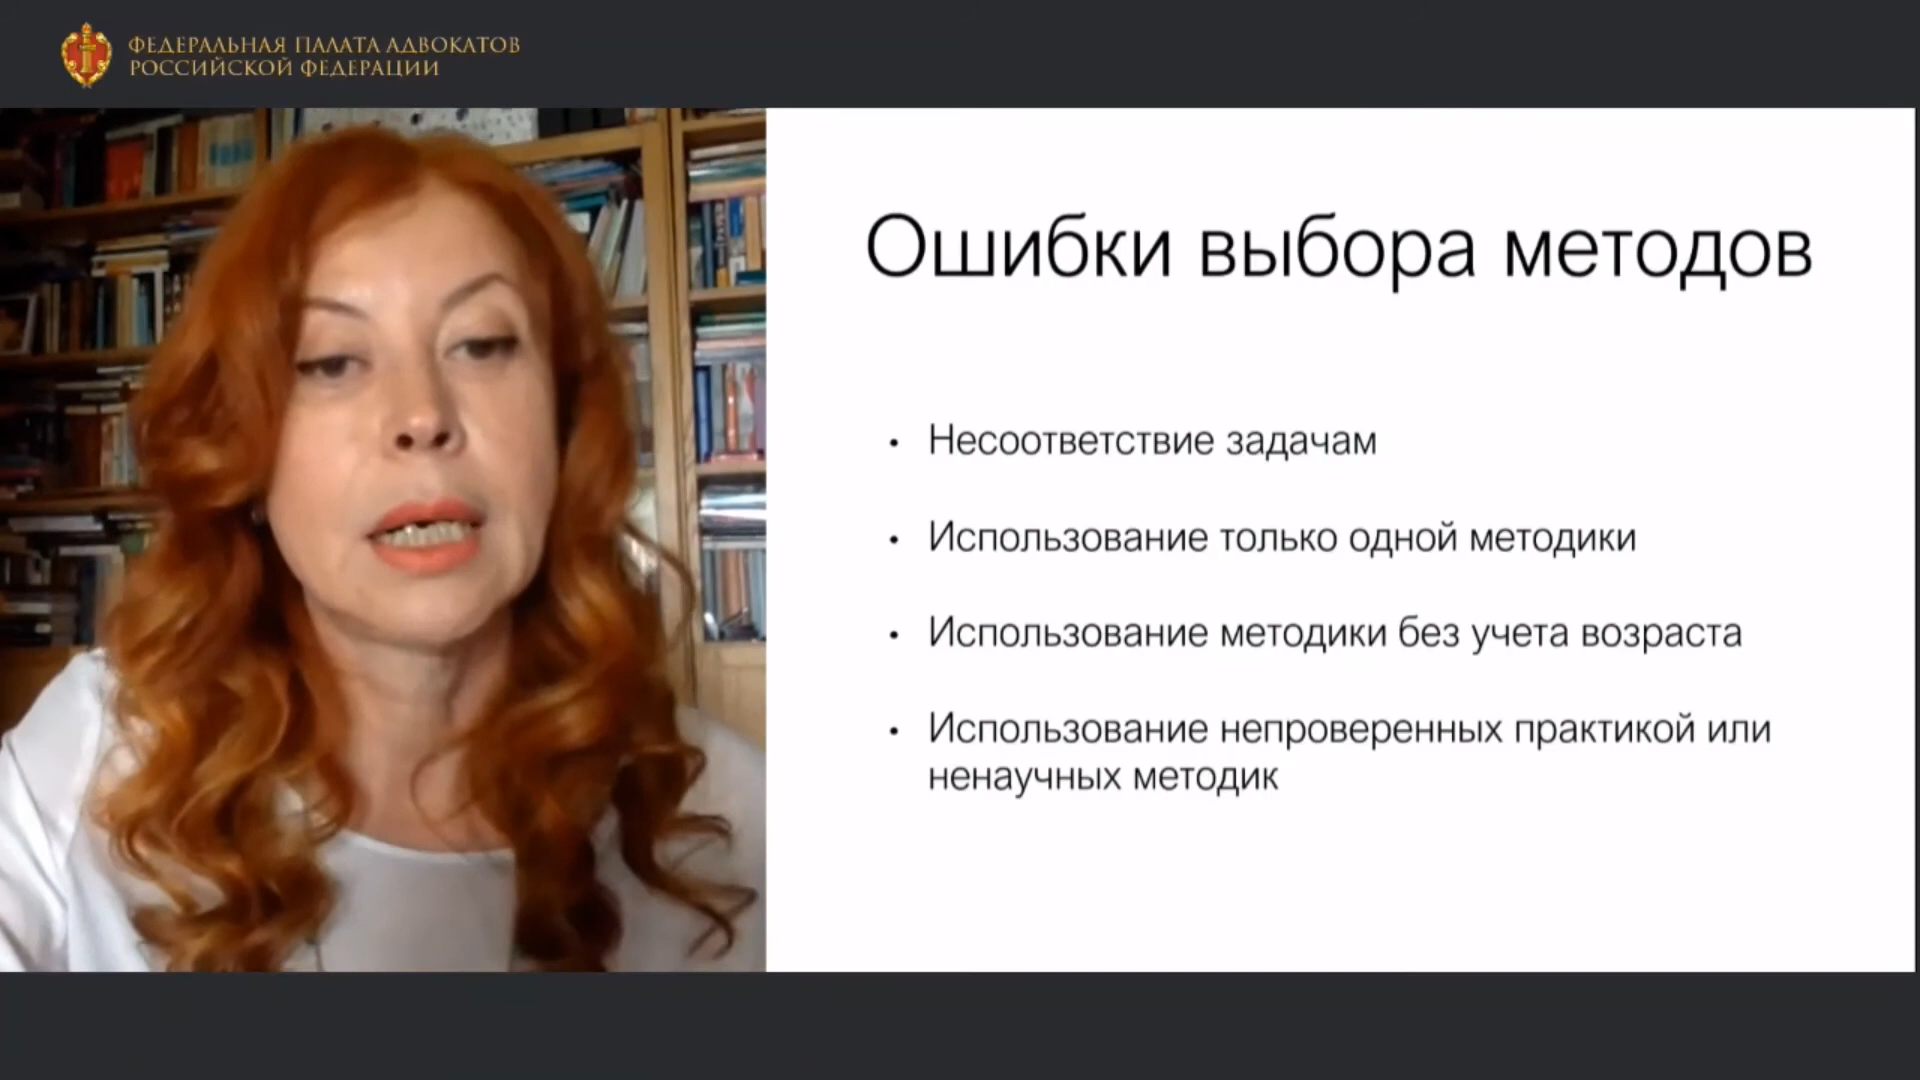 ФЕДЕРАЛЬНАЯ ПАЛАТА АДВОКАТОВ
РОССИЙСКОЙ ФЕДЕРАЦИИ
Ошибки выбора методов
• Несоответствие задачам
• Использование только одной методики
• Использование методики без учета возраста
• Использование непроверенных практикой или
ненаучных методик